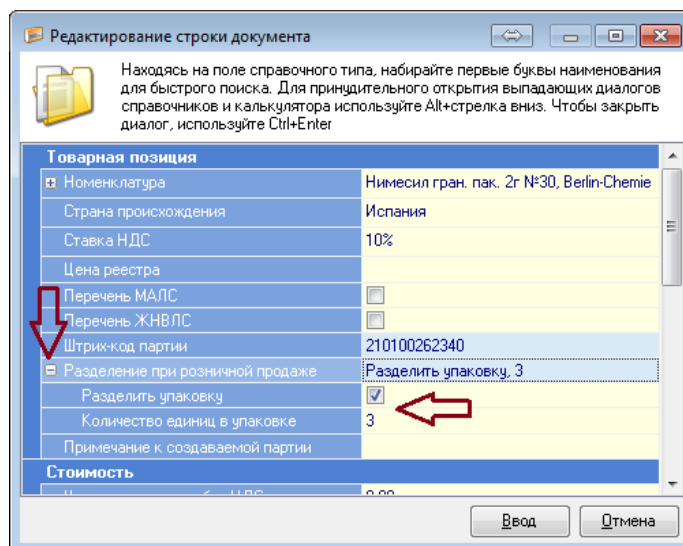 Редактирование строки документа
Находясь на поле справочного типа, набирайте первые буквы наименования
для быстрого поиска. Для принудительного открытия выпадающих диалогов
справочников и калькулятора используйте Alt+стрелка вниз. Чтобы закрыть
диалог, используйте Ctrl+Enter
Товарная позиция
Номенклатура Нимесил гран. пак. 2г №30, Berlin-Chemie
Страна происхождения Испания
Ставка НДС 10%
Цена реестра
Перечень МАЛС
Перечень ЖНВЛС
Штрих-код партии 210100262340
Разделение при розничной продаже Разделить упаковку, 3
Разделить упаковку
Количество единиц в упаковке 3
Примечание к создаваемой партии
Стоимость
Ввод Отмена